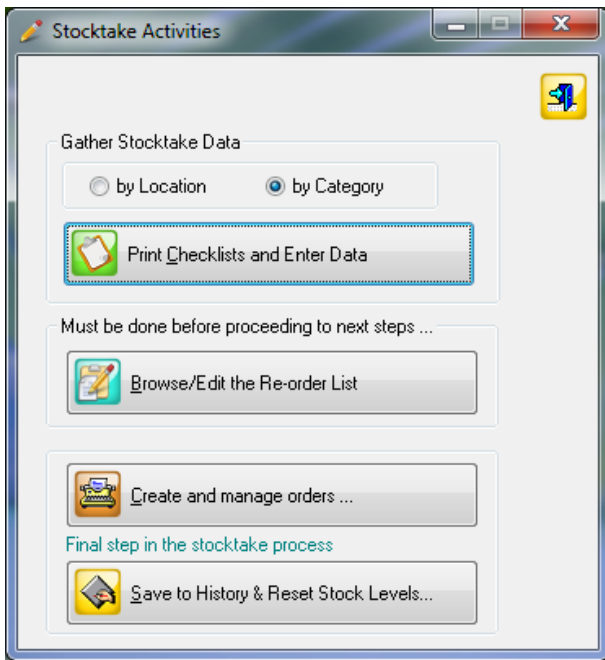 Stocktake Activities
Gather Stocktake Data
by Location
by Category
Print Checklists and Enter Data
Must be done before proceeding to next steps ...
Browse/Edit the Re-order List
Create and manage orders ...
Final step in the stocktake process
Save to History & Reset Stock Levels...